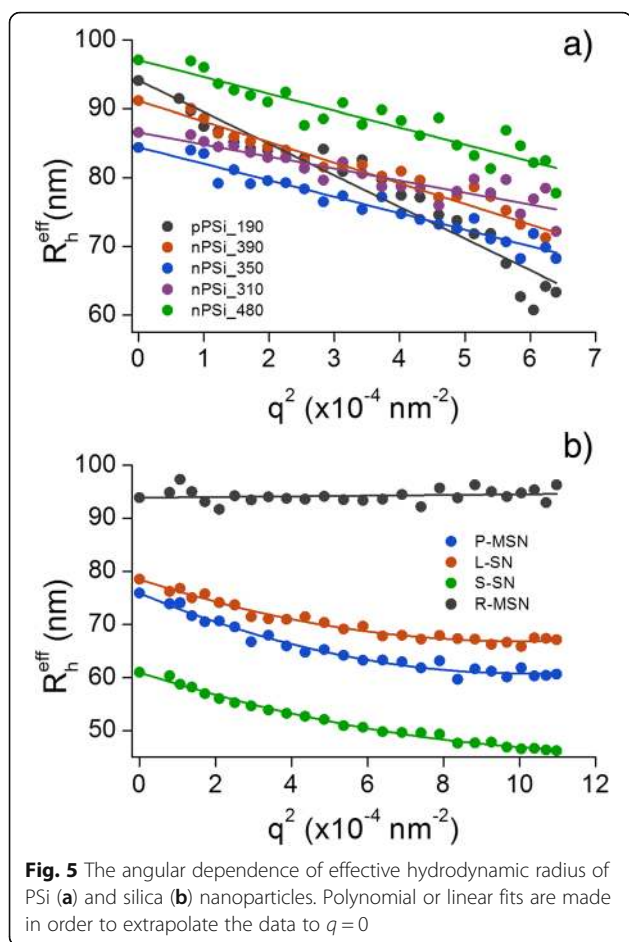 a)
100
90
80
70
60
R_h^eff (nm)
pPSi_190
nPSi_390
nPSi_350
nPSi_310
nPSi_480
0 1 2 3 4 5 6 7
q² (x10⁻⁴ nm⁻²)
b)
100
90
80
70
60
50
R_h^eff (nm)
P-MSN
L-SN
S-SN
R-MSN
0 2 4 6 8 10 12
q² (x10⁻⁴ nm⁻²)
Fig. 5 The angular dependence of effective hydrodynamic radius of
PSi (a) and silica (b) nanoparticles. Polynomial or linear fits are made
in order to extrapolate the data to q = 0